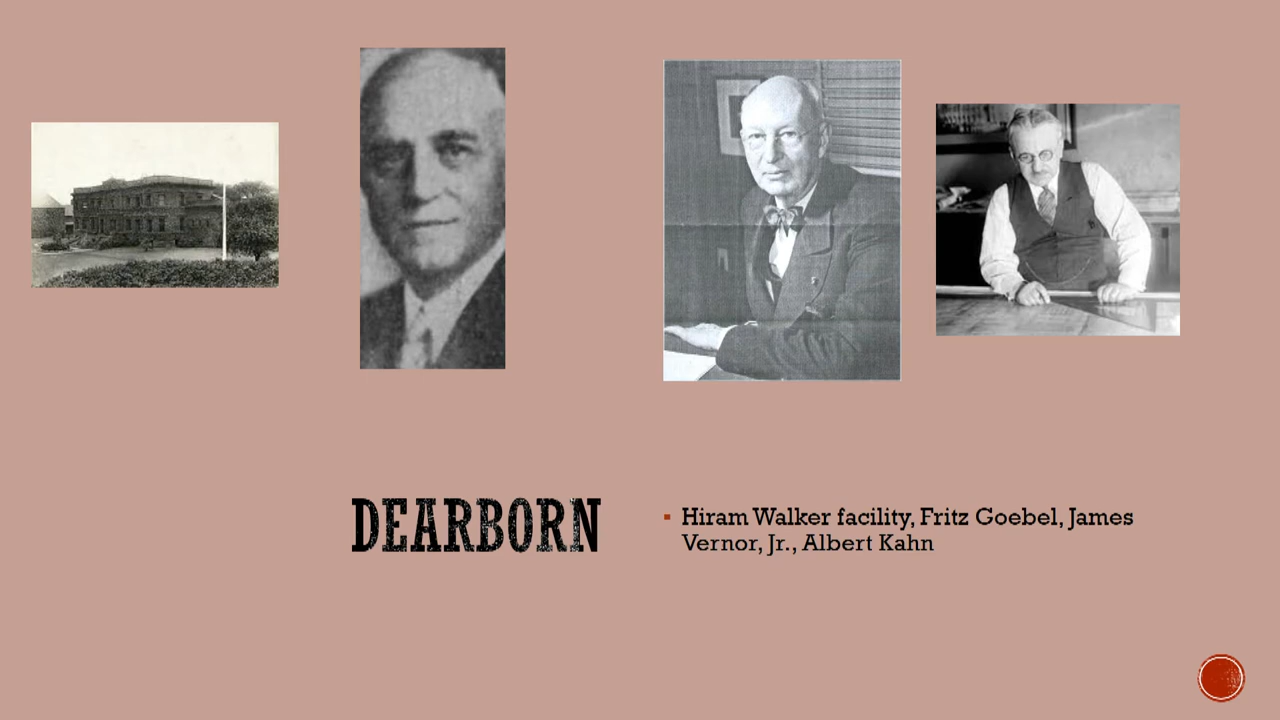 DEARBORN
Hiram Walker facility, Fritz Goebel, James
Vernor, Jr., Albert Kahn